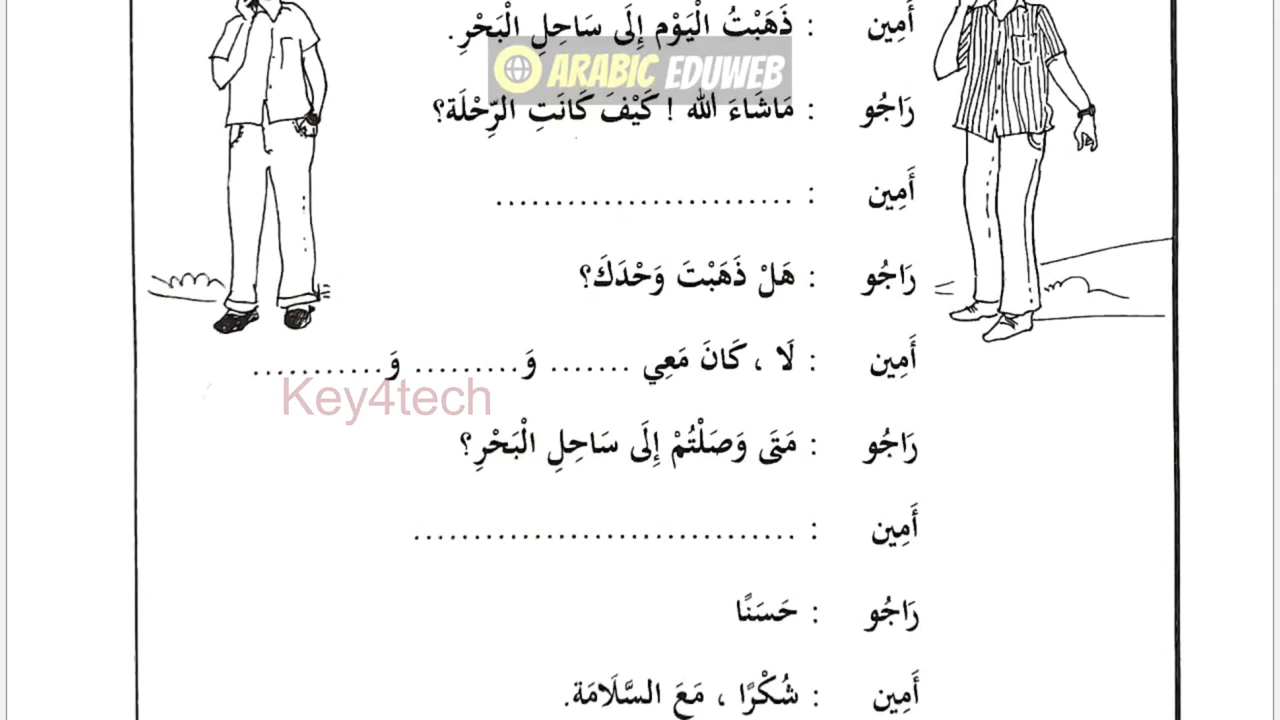 أَمِين : ذَهَبْتُ الْيَوْم إِلَى سَاحِلِ الْبَحْرِ.
ARABIC EDUWEB
رَاجُو : مَاشَاءَ الله ! كَيْفَ كَانَتِ الرِّحْلَة؟
أَمِين : .........................
رَاجُو : هَلْ ذَهَبْتَ وَحْدَكَ؟
أَمِين : لَا ، كَانَ مَعِي ....... وَ......... وَ...........
Key4tech
رَاجُو : مَتَى وَصَلْتُمْ إِلَى سَاحِلِ الْبَحْرِ؟
أَمِين : ................................
رَاجُو : حَسَنًا
أَمِين : شُكْرًا ، مَعَ السَّلَامَة.